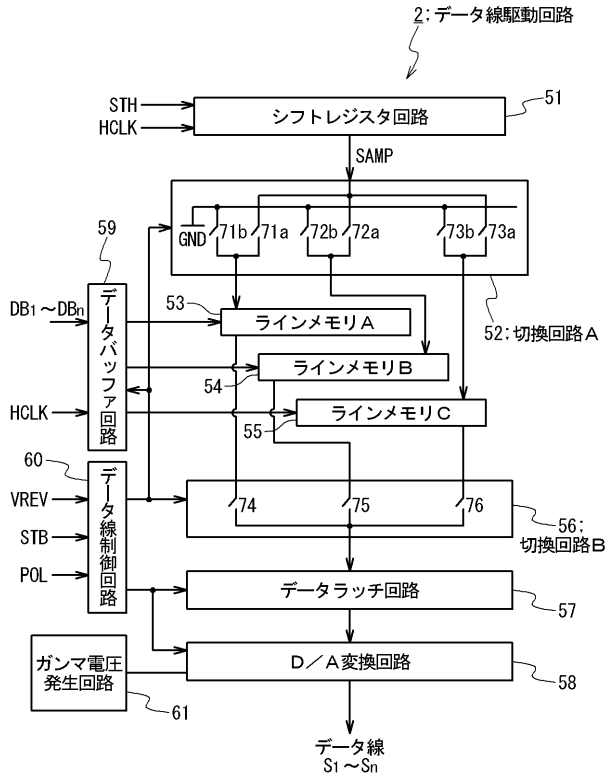 2:データ線駆動回路
STH
HCLK
シフトレジスタ回路
51
SAMP
GND
71b
71a
72b
72a
73b
73a
52:切換回路A
59
DB1～DBn
HCLK
データバッファ回路
53
ラインメモリA
54
ラインメモリB
55
ラインメモリC
60
VREV
STB
POL
データ線制御回路
74
75
76
56:
切換回路B
データラッチ回路
57
ガンマ電圧
発生回路
61
D／A変換回路
58
データ線
S1～Sn